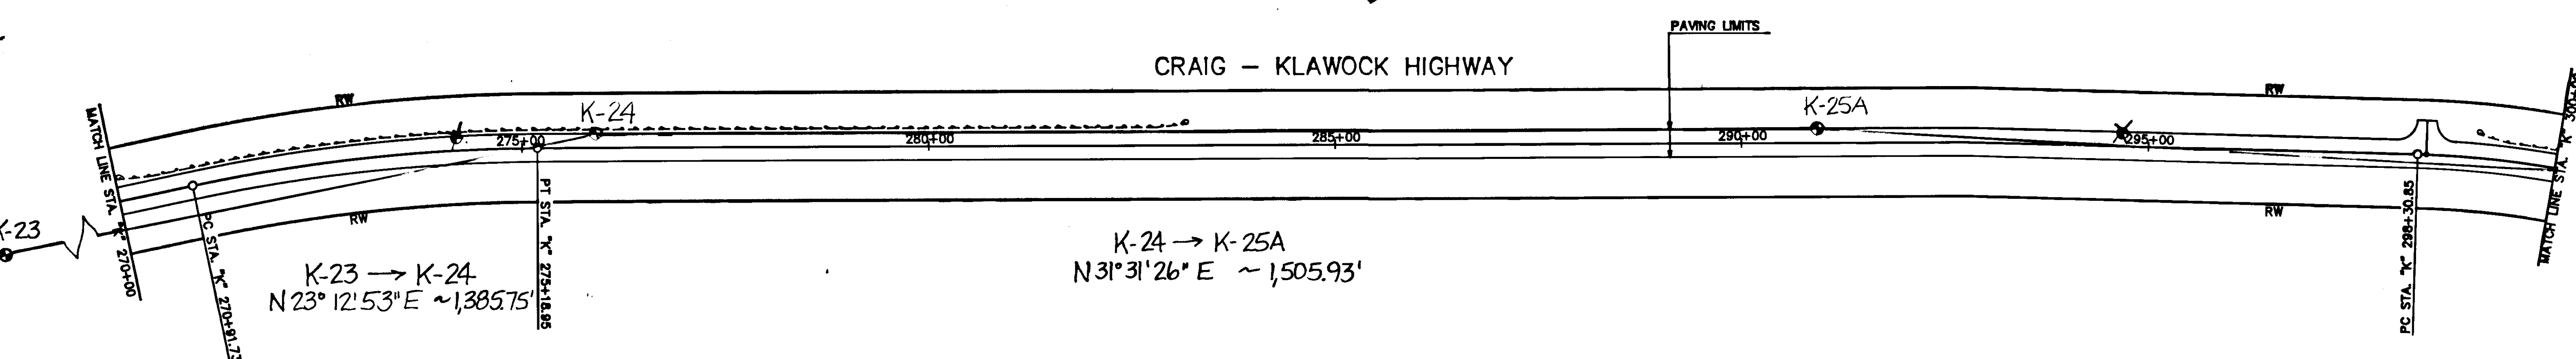 PAVING LIMITS
CRAIG - KLAWOCK HIGHWAY
RW
K-24
K-25A
RW
MATCH LINE STA. "K" 270+00
275+00
280+00
285+00
290+00
295+00
MATCH LINE STA. "K" 300+00
K-23
PC STA. "K" 270+91.73
RW
PT STA. "K" 275+18.95
RW
PC STA. "K" 298+30.85
K-23 → K-24
N 23° 12' 53" E ~ 1,385.75'
K-24 → K-25A
N 31° 31' 26" E ~ 1,505.93'